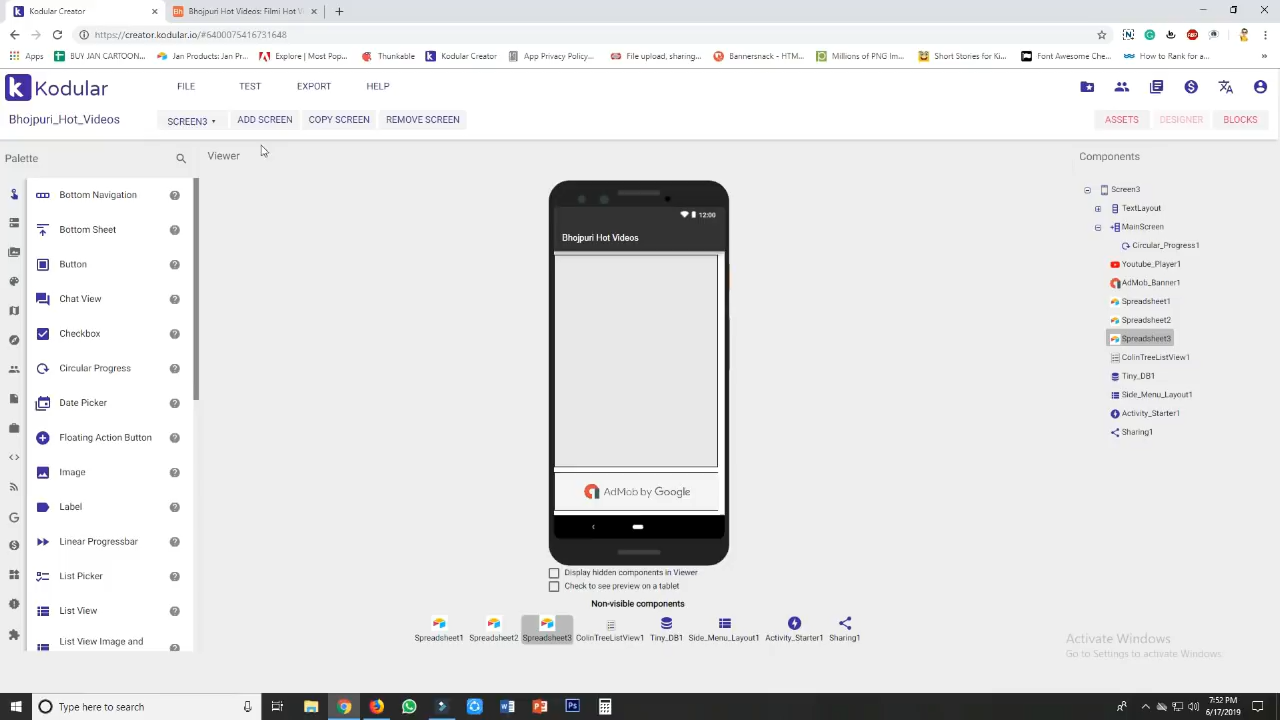 Kodular Creator
Bhojpuri Hot Videos: Filmi Hot V
https://creator.kodular.io/#6400075416731648
Apps
BUY JAN CARTOON...
Jan Products: Jan Pr...
Explore | Most Pop...
Thunkable
Kodular Creator
App Privacy Policy...
File upload, sharing...
Bannersnack - HTM...
Millions of PNG Im...
Short Stories for Ki...
Font Awesome Che...
How to Rank for a...
»
Kodular
FILE
TEST
EXPORT
HELP
Bhojpuri_Hot_Videos
SCREEN3
ADD SCREEN
COPY SCREEN
REMOVE SCREEN
ASSETS
DESIGNER
BLOCKS
Palette
Viewer
Components
Bottom Navigation
Bottom Sheet
Button
Chat View
Checkbox
Circular Progress
Date Picker
Floating Action Button
Image
Label
Linear Progressbar
List Picker
List View
List View Image and
12:00
Bhojpuri Hot Videos
AdMob by Google
Display hidden components in Viewer
Check to see preview on a tablet
Non-visible components
Spreadsheet1
Spreadsheet2
Spreadsheet3
ColinTreeListView1
Tiny_DB1
Side_Menu_Layout1
Activity_Starter1
Sharing1
Screen3
TextLayout
MainScreen
Circular_Progress1
Youtube_Player1
AdMob_Banner1
Spreadsheet1
Spreadsheet2
Spreadsheet3
ColinTreeListView1
Tiny_DB1
Side_Menu_Layout1
Activity_Starter1
Sharing1
Activate Windows
Go to Settings to activate Windows.
Type here to search
7:52 PM
6/17/2019